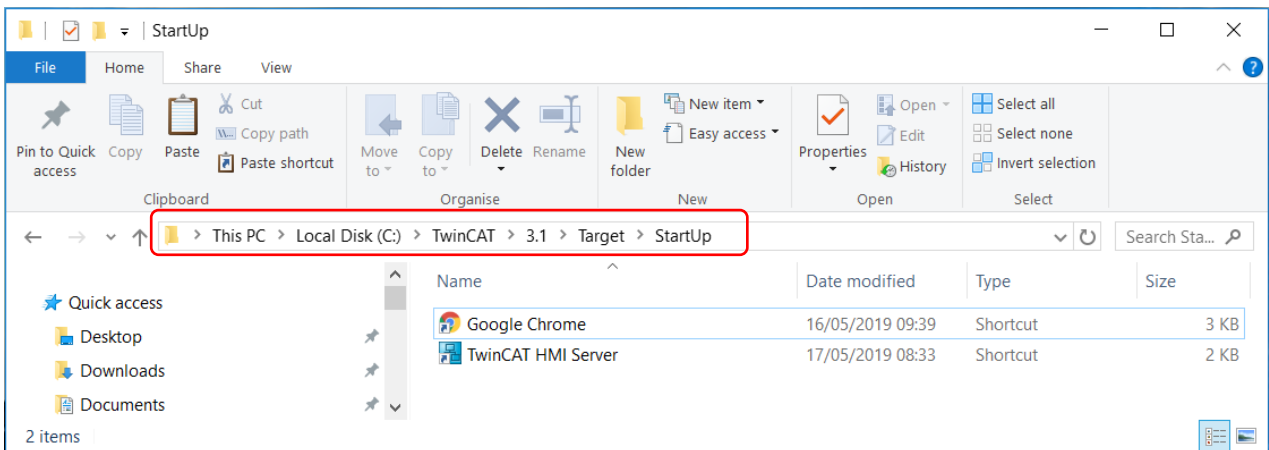 StartUp
File Home Share View
Pin to Quick access
Copy
Paste
Cut
Copy path
Paste shortcut
Clipboard
Move to
Copy to
Delete
Rename
Organise
New folder
New item
Easy access
New
Properties
Open
Edit
History
Open
Select all
Select none
Invert selection
Select
This PC > Local Disk (C:) > TwinCAT > 3.1 > Target > StartUp
Search Sta...
Quick access
Desktop
Downloads
Documents
Name Date modified Type Size
Google Chrome 16/05/2019 09:39 Shortcut 3 KB
TwinCAT HMI Server 17/05/2019 08:33 Shortcut 2 KB
2 items